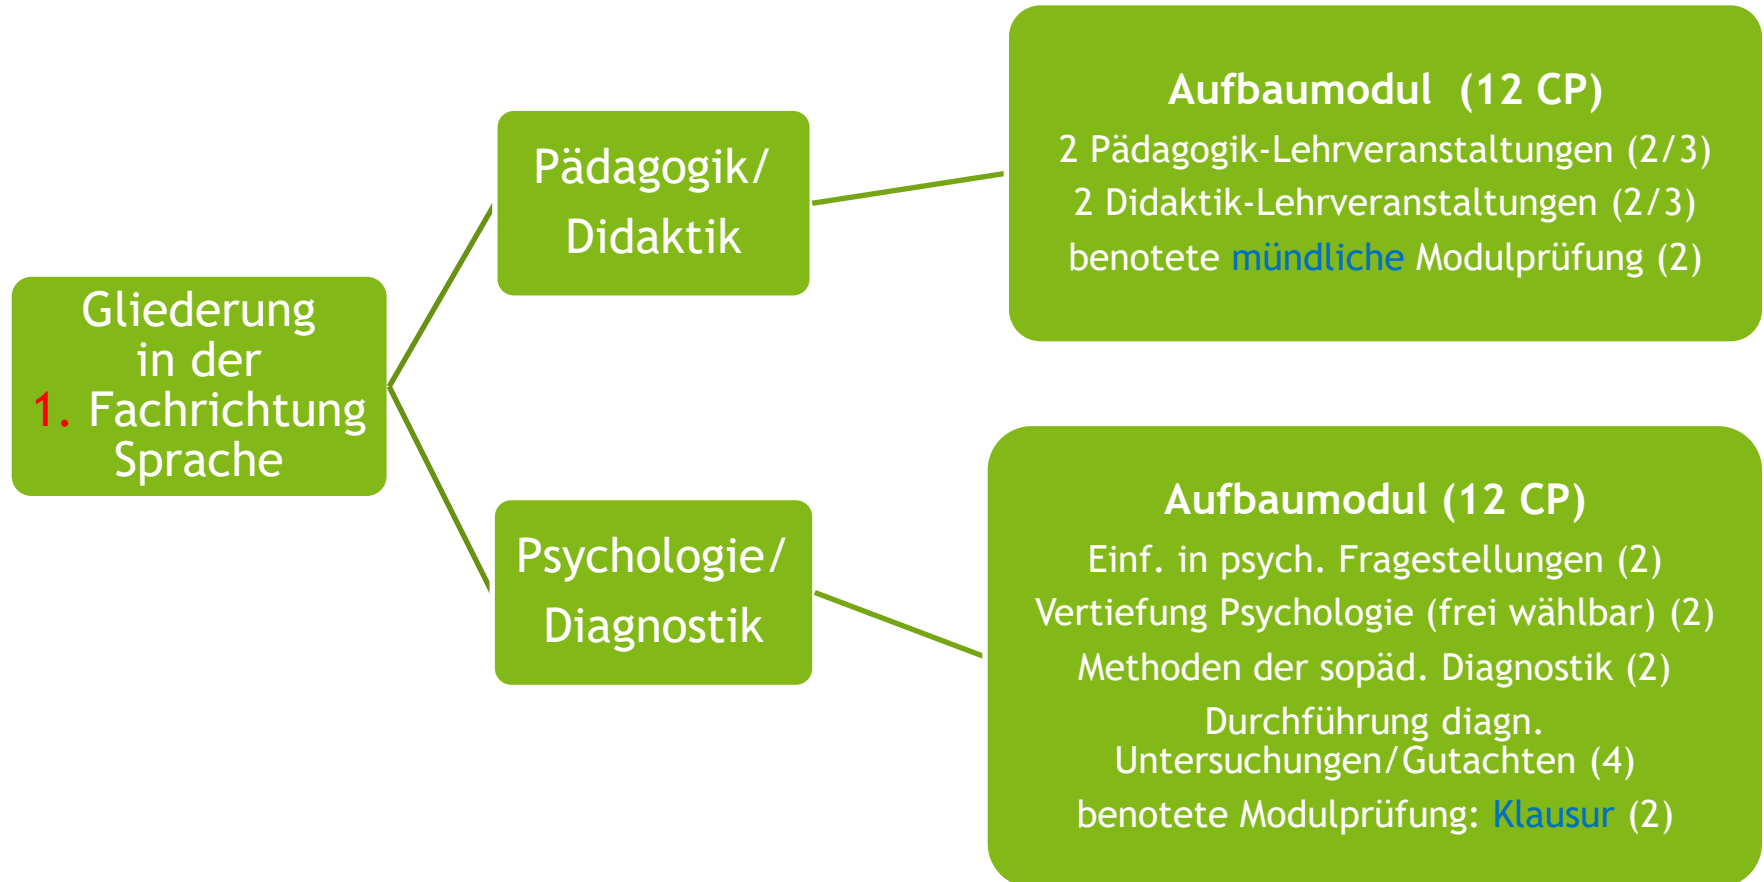 Gliederung
in der
1. Fachrichtung
Sprache
Pädagogik/
Didaktik
Aufbaumodul (12 CP)
2 Pädagogik-Lehrveranstaltungen (2/3)
2 Didaktik-Lehrveranstaltungen (2/3)
benotete mündliche Modulprüfung (2)
Psychologie/
Diagnostik
Aufbaumodul (12 CP)
Einf. in psych. Fragestellungen (2)
Vertiefung Psychologie (frei wählbar) (2)
Methoden der sopäd. Diagnostik (2)
Durchführung diagn.
Untersuchungen/Gutachten (4)
benotete Modulprüfung: Klausur (2)